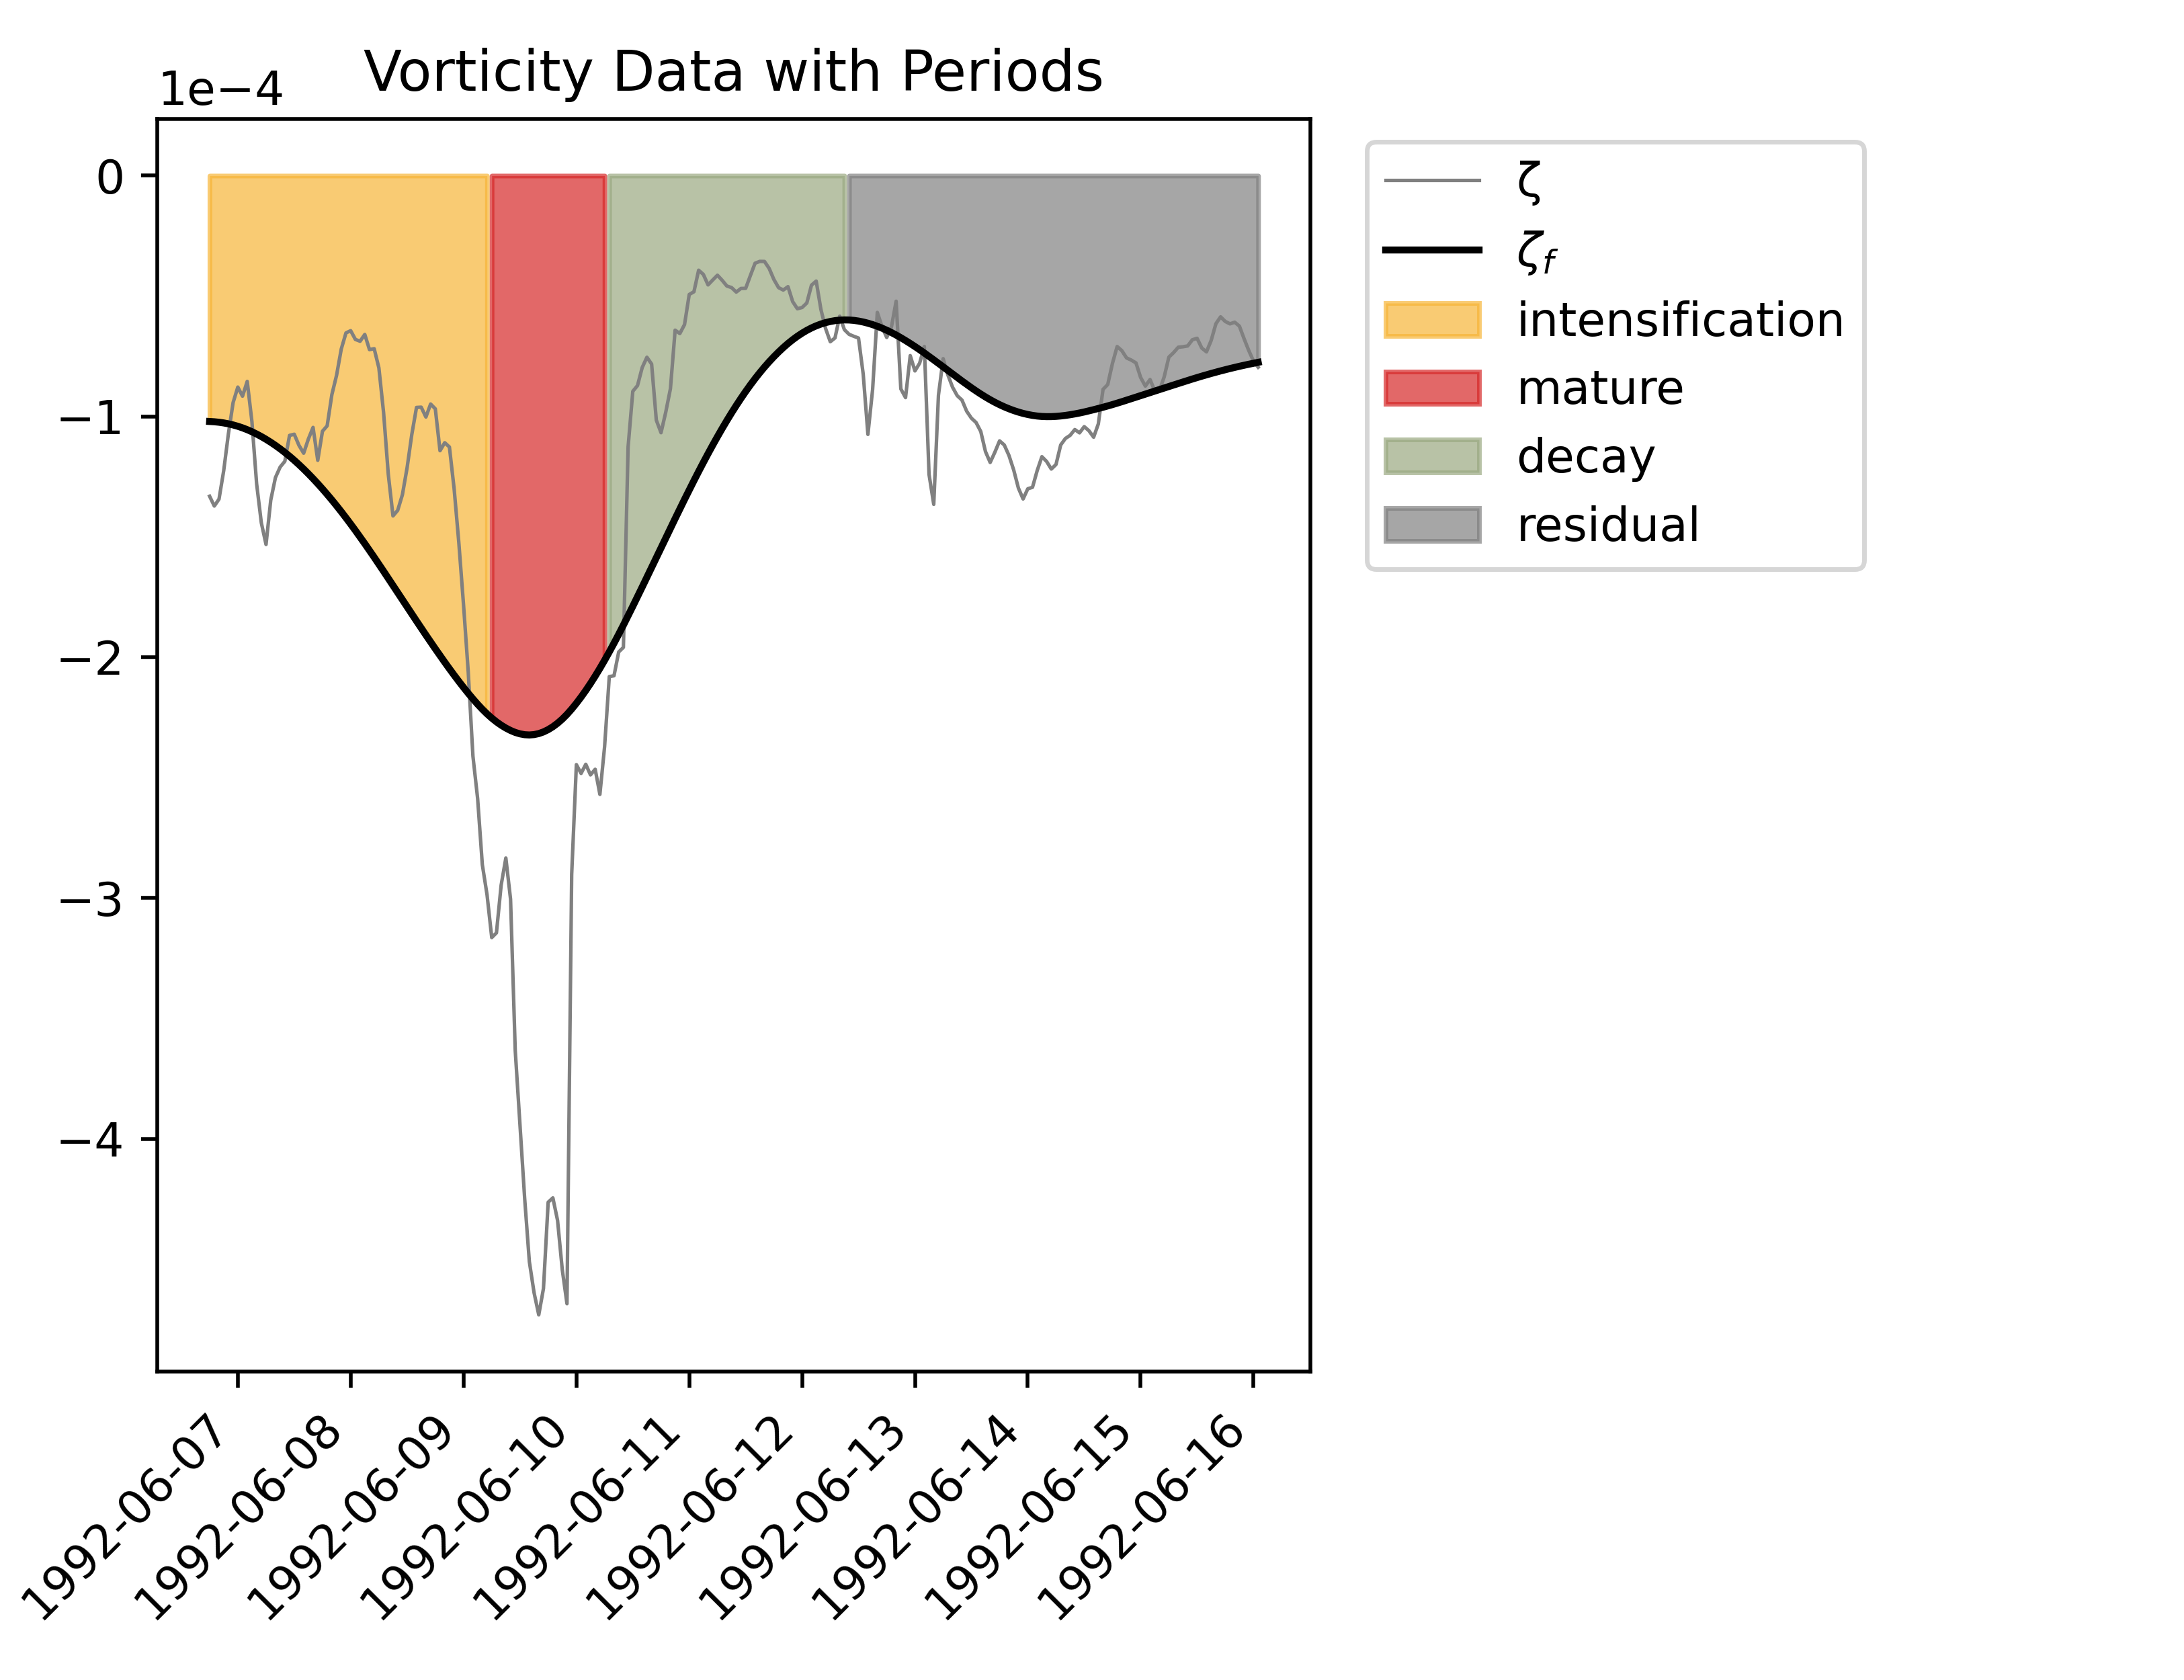 Vorticity Data with Periods
1e−4
0
−1
−2
−3
−4
1992-06-07
1992-06-08
1992-06-09
1992-06-10
1992-06-11
1992-06-12
1992-06-13
1992-06-14
1992-06-15
1992-06-16
ζ
ζf
intensification
mature
decay
residual